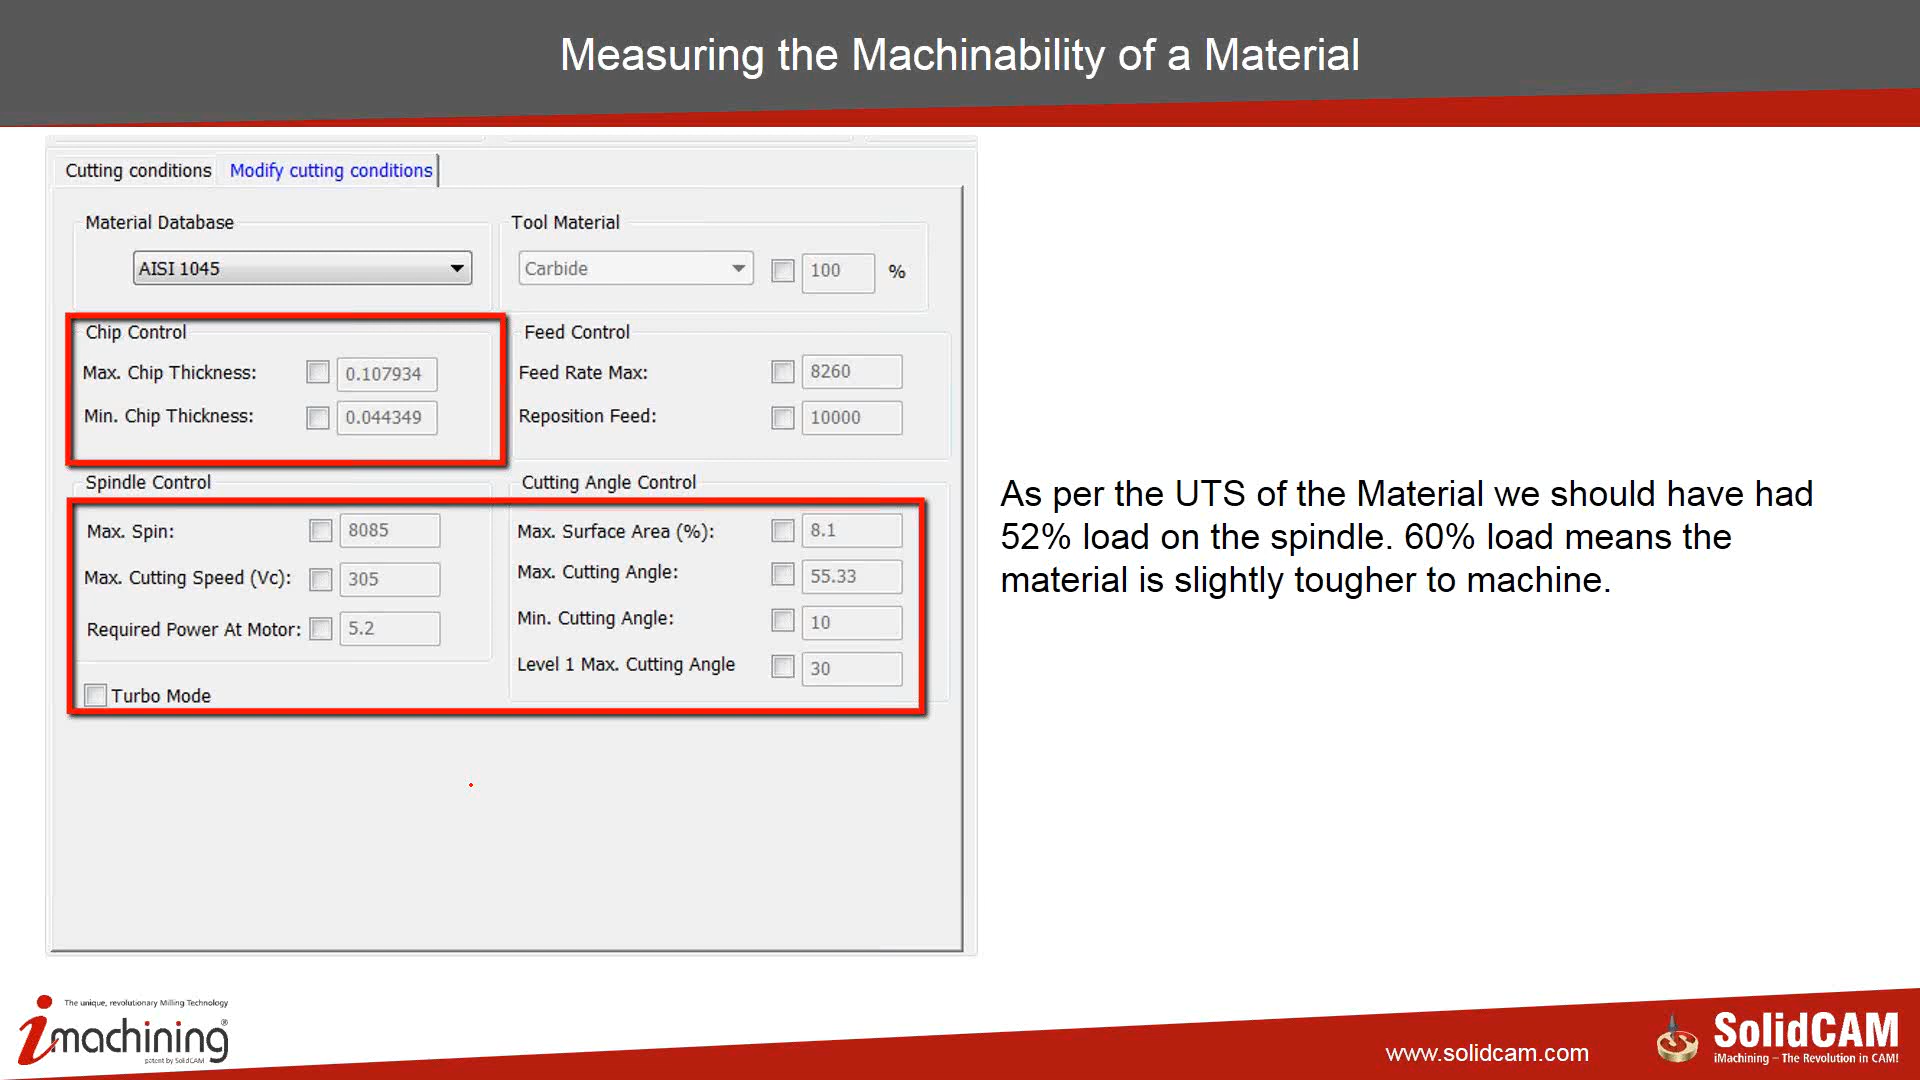 Measuring the Machinability of a Material
Cutting conditions Modify cutting conditions
Material Database
AISI 1045
Tool Material
Carbide 100 %
Chip Control
Max. Chip Thickness: 0.107934
Min. Chip Thickness: 0.044349
Feed Control
Feed Rate Max: 8260
Reposition Feed: 10000
Spindle Control
Max. Spin: 8085
Max. Cutting Speed (Vc): 305
Required Power At Motor: 5.2
Turbo Mode
Cutting Angle Control
Max. Surface Area (%): 8.1
Max. Cutting Angle: 55.33
Min. Cutting Angle: 10
Level 1 Max. Cutting Angle 30
As per the UTS of the Material we should have had
52% load on the spindle. 60% load means the
material is slightly tougher to machine.
The unique, revolutionary Milling Technology
imachining®
patent by SolidCAM
www.solidcam.com
SolidCAM
iMachining – The Revolution in CAM!